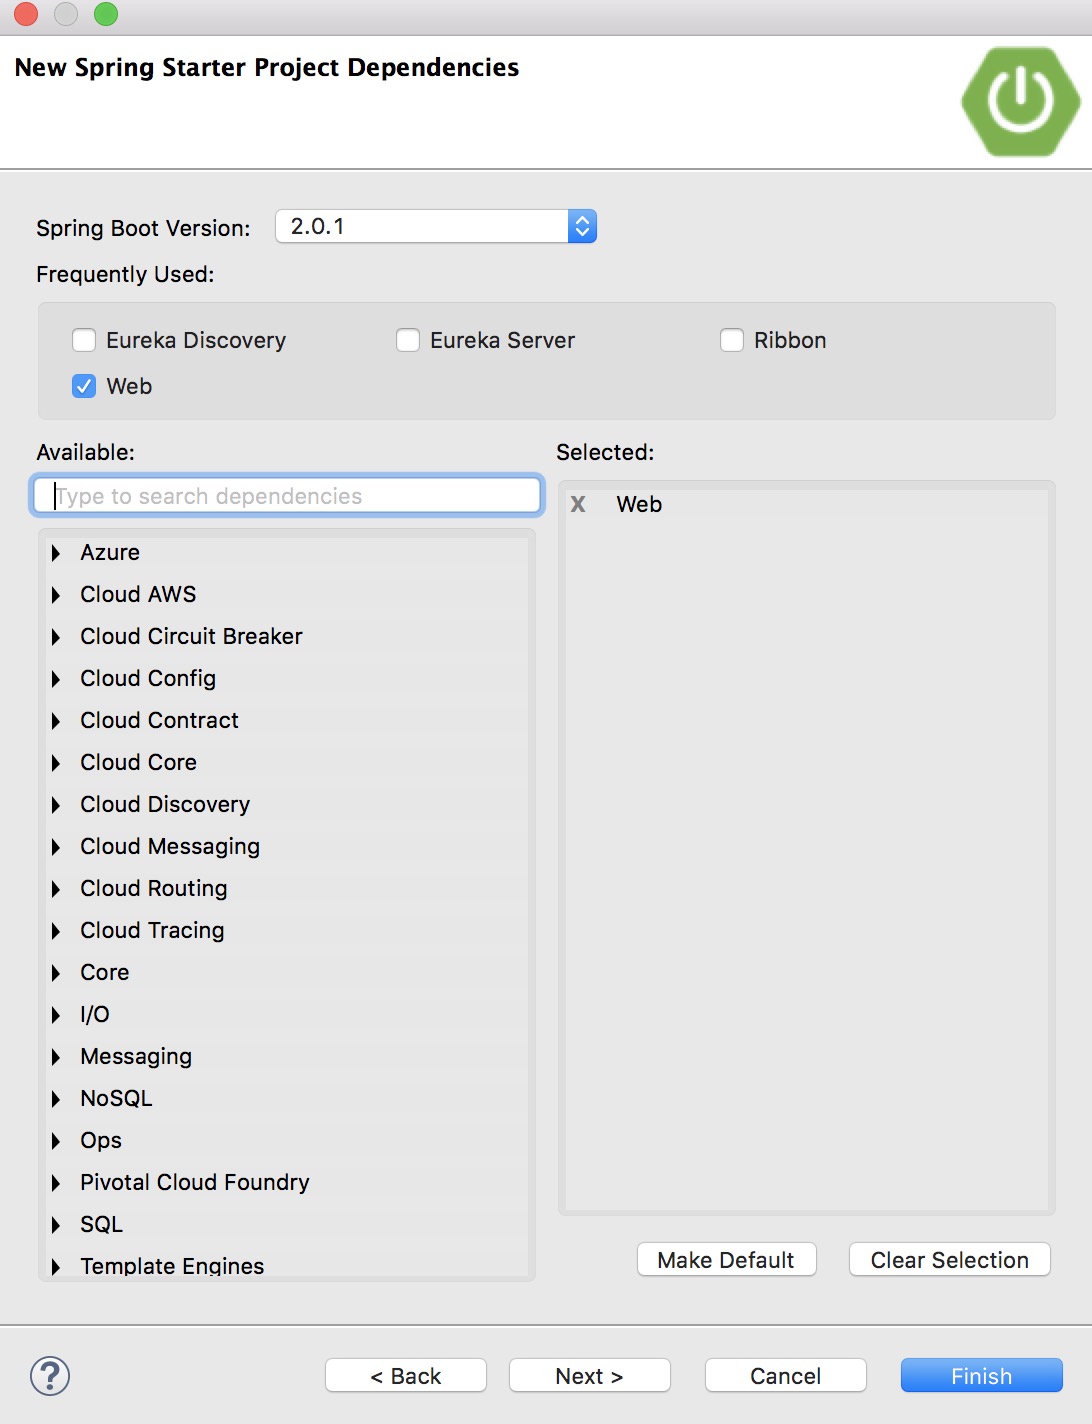 New Spring Starter Project Dependencies
Spring Boot Version: 2.0.1
Frequently Used:
Eureka Discovery Eureka Server Ribbon
Web
Available: Selected:
Type to search dependencies
X Web
Azure
Cloud AWS
Cloud Circuit Breaker
Cloud Config
Cloud Contract
Cloud Core
Cloud Discovery
Cloud Messaging
Cloud Routing
Cloud Tracing
Core
I/O
Messaging
NoSQL
Ops
Pivotal Cloud Foundry
SQL
Template Engines
Make Default Clear Selection
? < Back Next > Cancel Finish